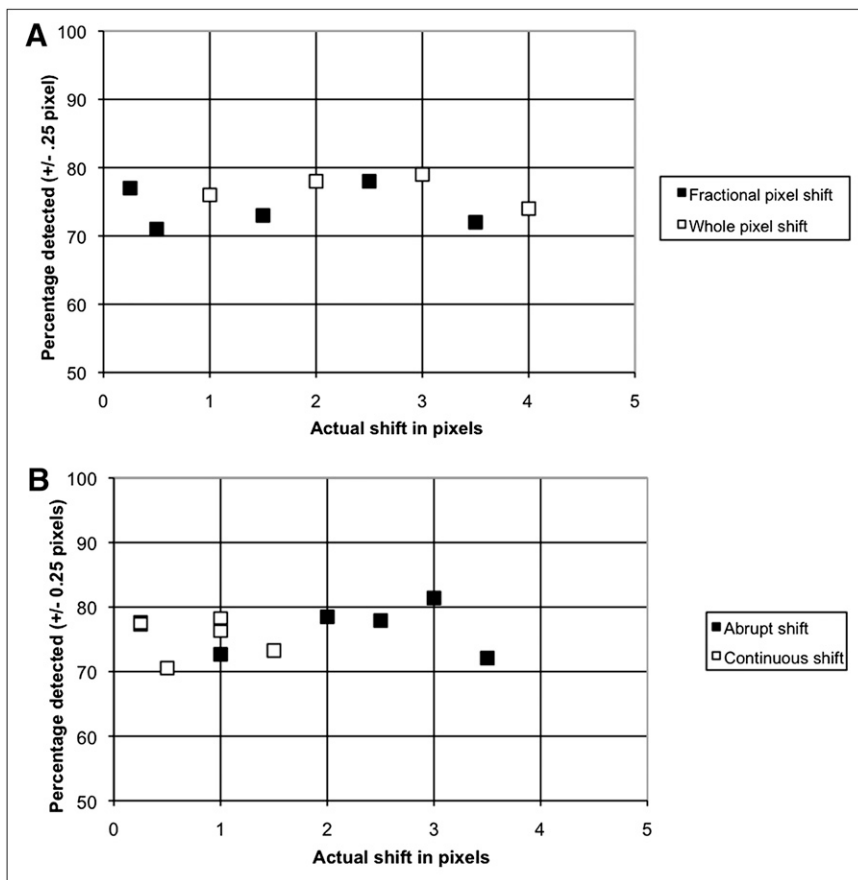 A
Percentage detected (+/- .25 pixel)
100
90
80
70
60
50
0 1 2 3 4 5
Actual shift in pixels
Fractional pixel shift
Whole pixel shift
B
Percentage detected (+/- 0.25 pixels)
100
90
80
70
60
50
0 1 2 3 4 5
Actual shift in pixels
Abrupt shift
Continuous shift